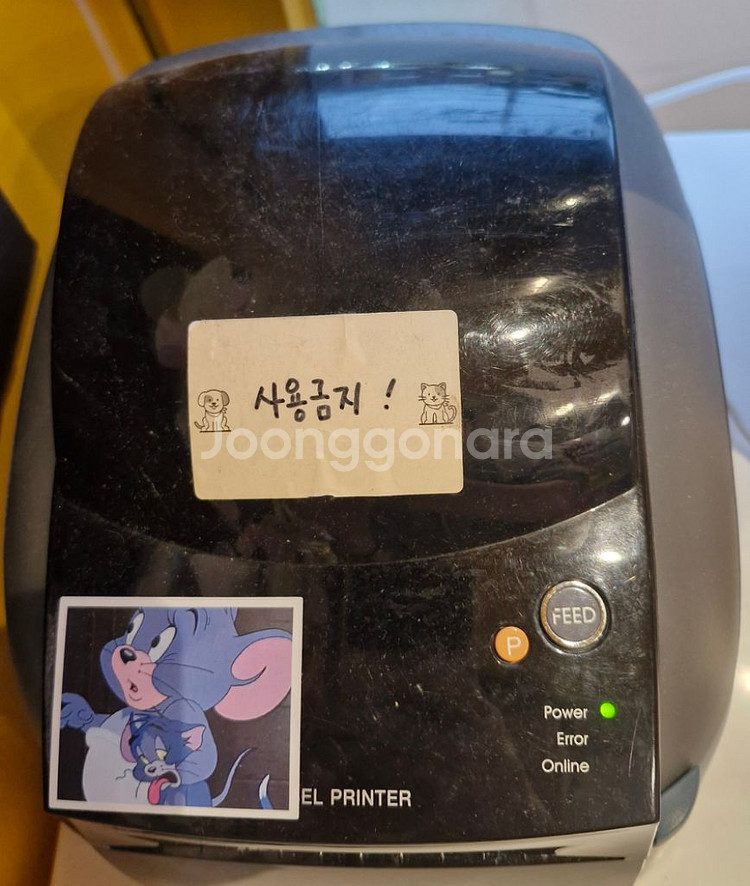 사용금지 !
Joonggonara
FEED
P
Power
Error
Online
EL PRINTER